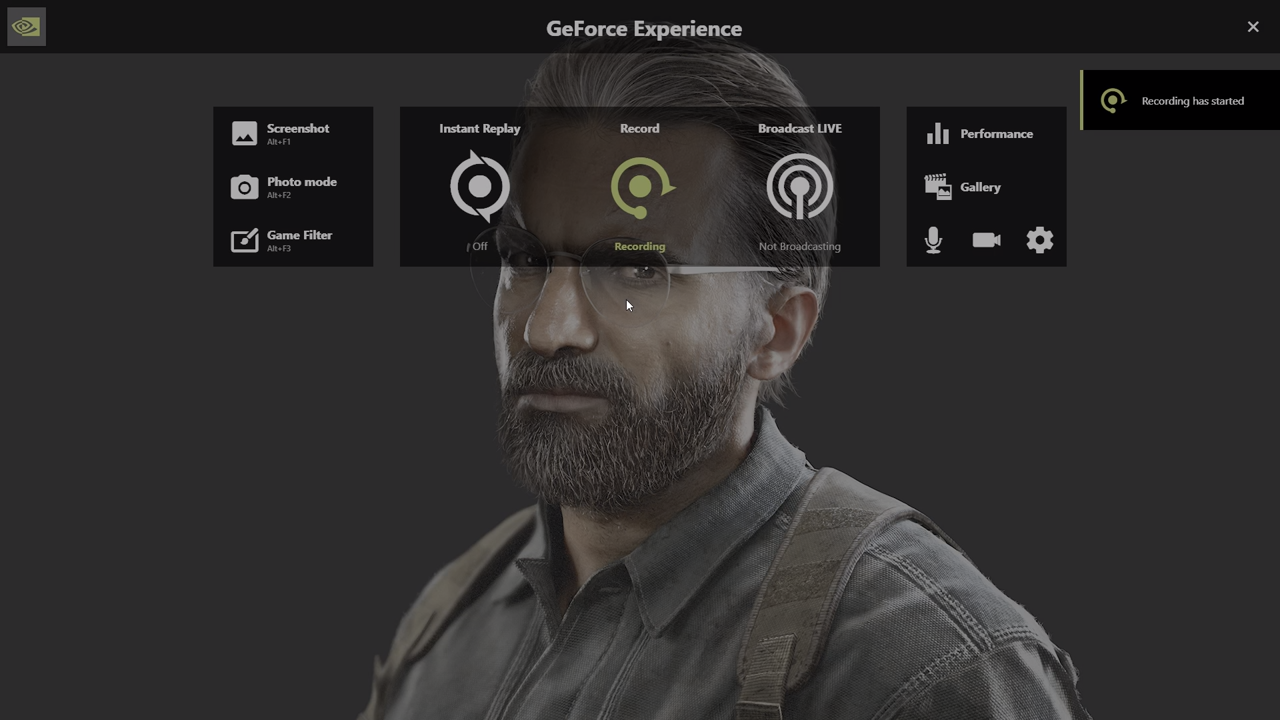 GeForce Experience
Recording has started
Screenshot
Alt+F1
Photo mode
Alt+F2
Game Filter
Alt+F3
Instant Replay
Off
Record
Recording
Broadcast LIVE
Not Broadcasting
Performance
Gallery